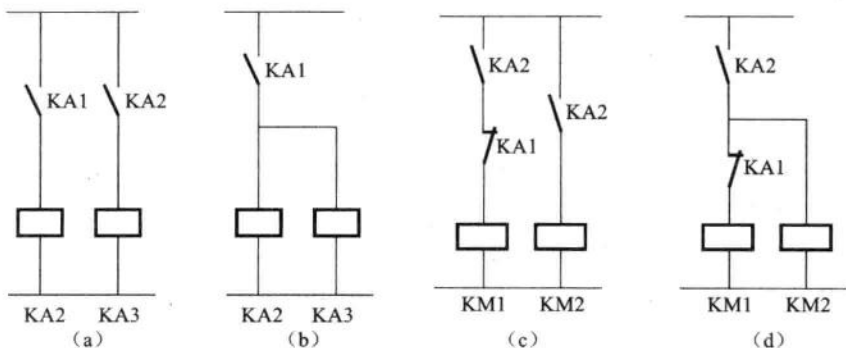 KA1 KA2 KA1 KA2 KA2 KA2
KA1 KA1
KA2 KA3 KA2 KA3 KM1 KM2 KM1 KM2
（a） （b） （c） （d）